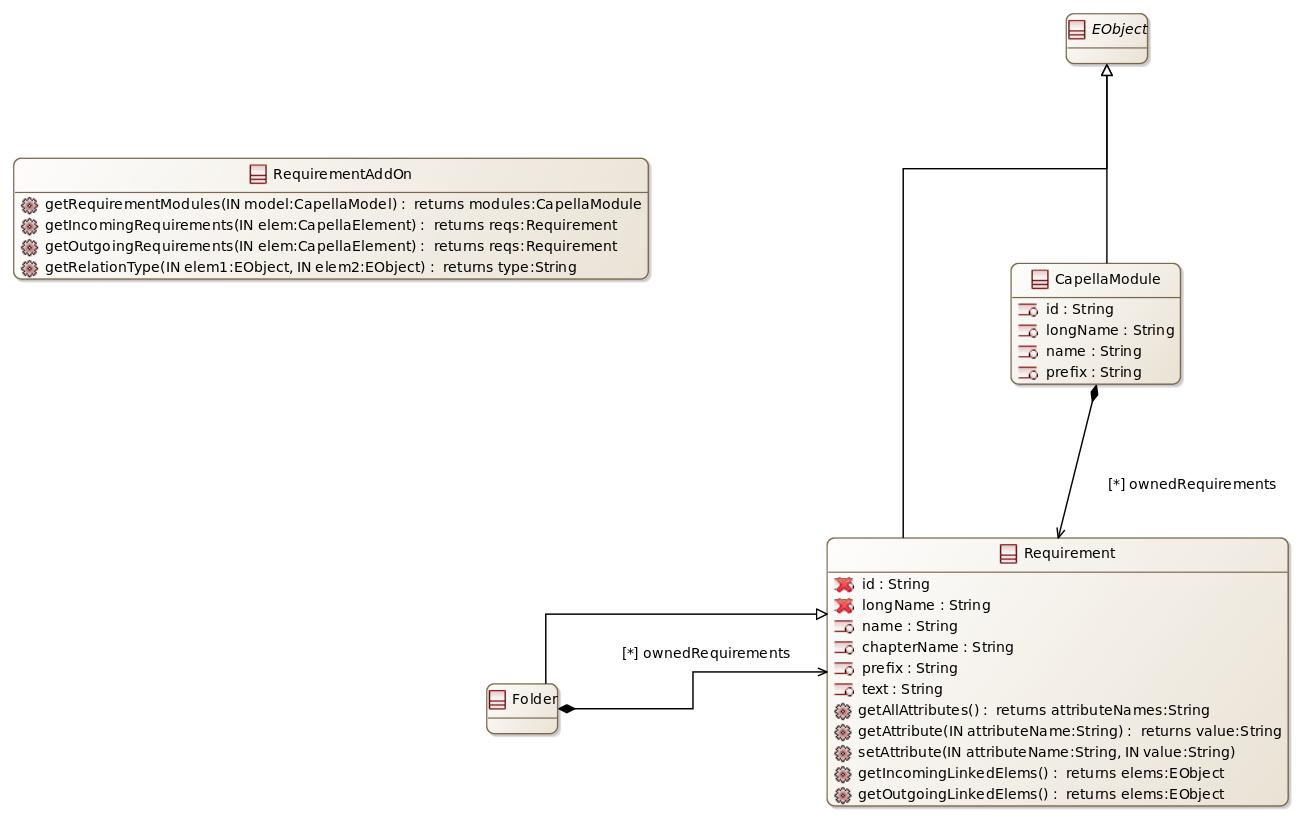 EObject
RequirementAddOn
getRequirementModules(IN model:CapellaModel) :  returns modules:CapellaModule
getIncomingRequirements(IN elem:CapellaElement) :  returns reqs:Requirement
getOutgoingRequirements(IN elem:CapellaElement) :  returns reqs:Requirement
getRelationType(IN elem1:EObject, IN elem2:EObject) :  returns type:String
CapellaModule
id : String
longName : String
name : String
prefix : String
[*] ownedRequirements
Requirement
id : String
longName : String
name : String
chapterName : String
prefix : String
text : String
getAllAttributes() :  returns attributeNames:String
getAttribute(IN attributeName:String) :  returns value:String
setAttribute(IN attributeName:String, IN value:String)
getIncomingLinkedElems() :  returns elems:EObject
getOutgoingLinkedElems() :  returns elems:EObject
[*] ownedRequirements
Folder